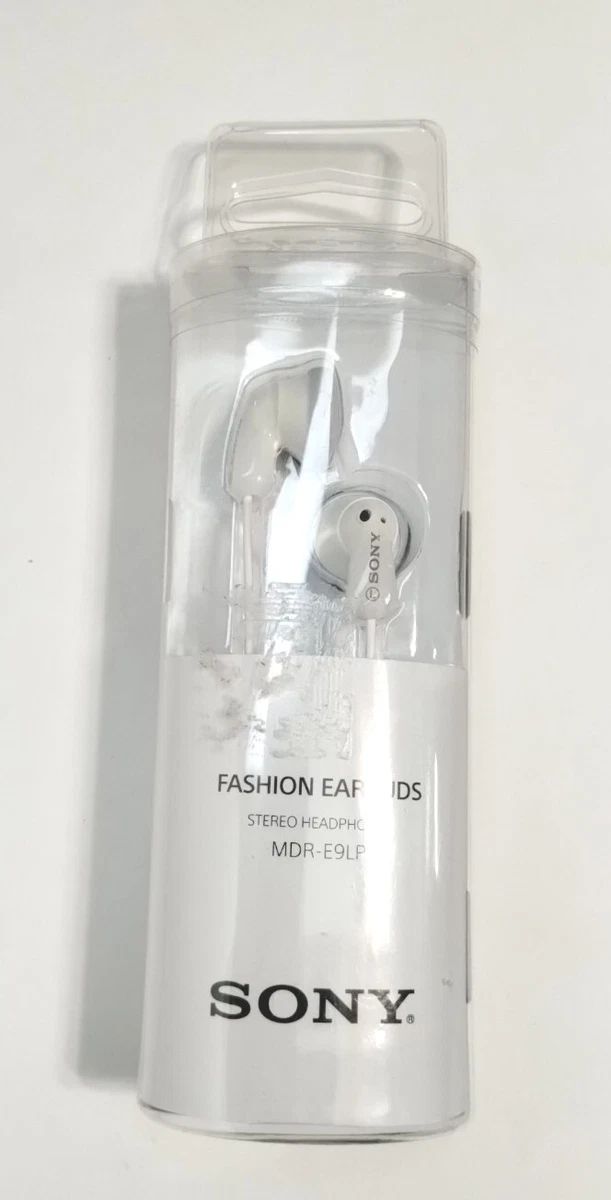 SONY
FASHION EAR UDS
STEREO HEADPHO
MDR-E9LP
SONY®